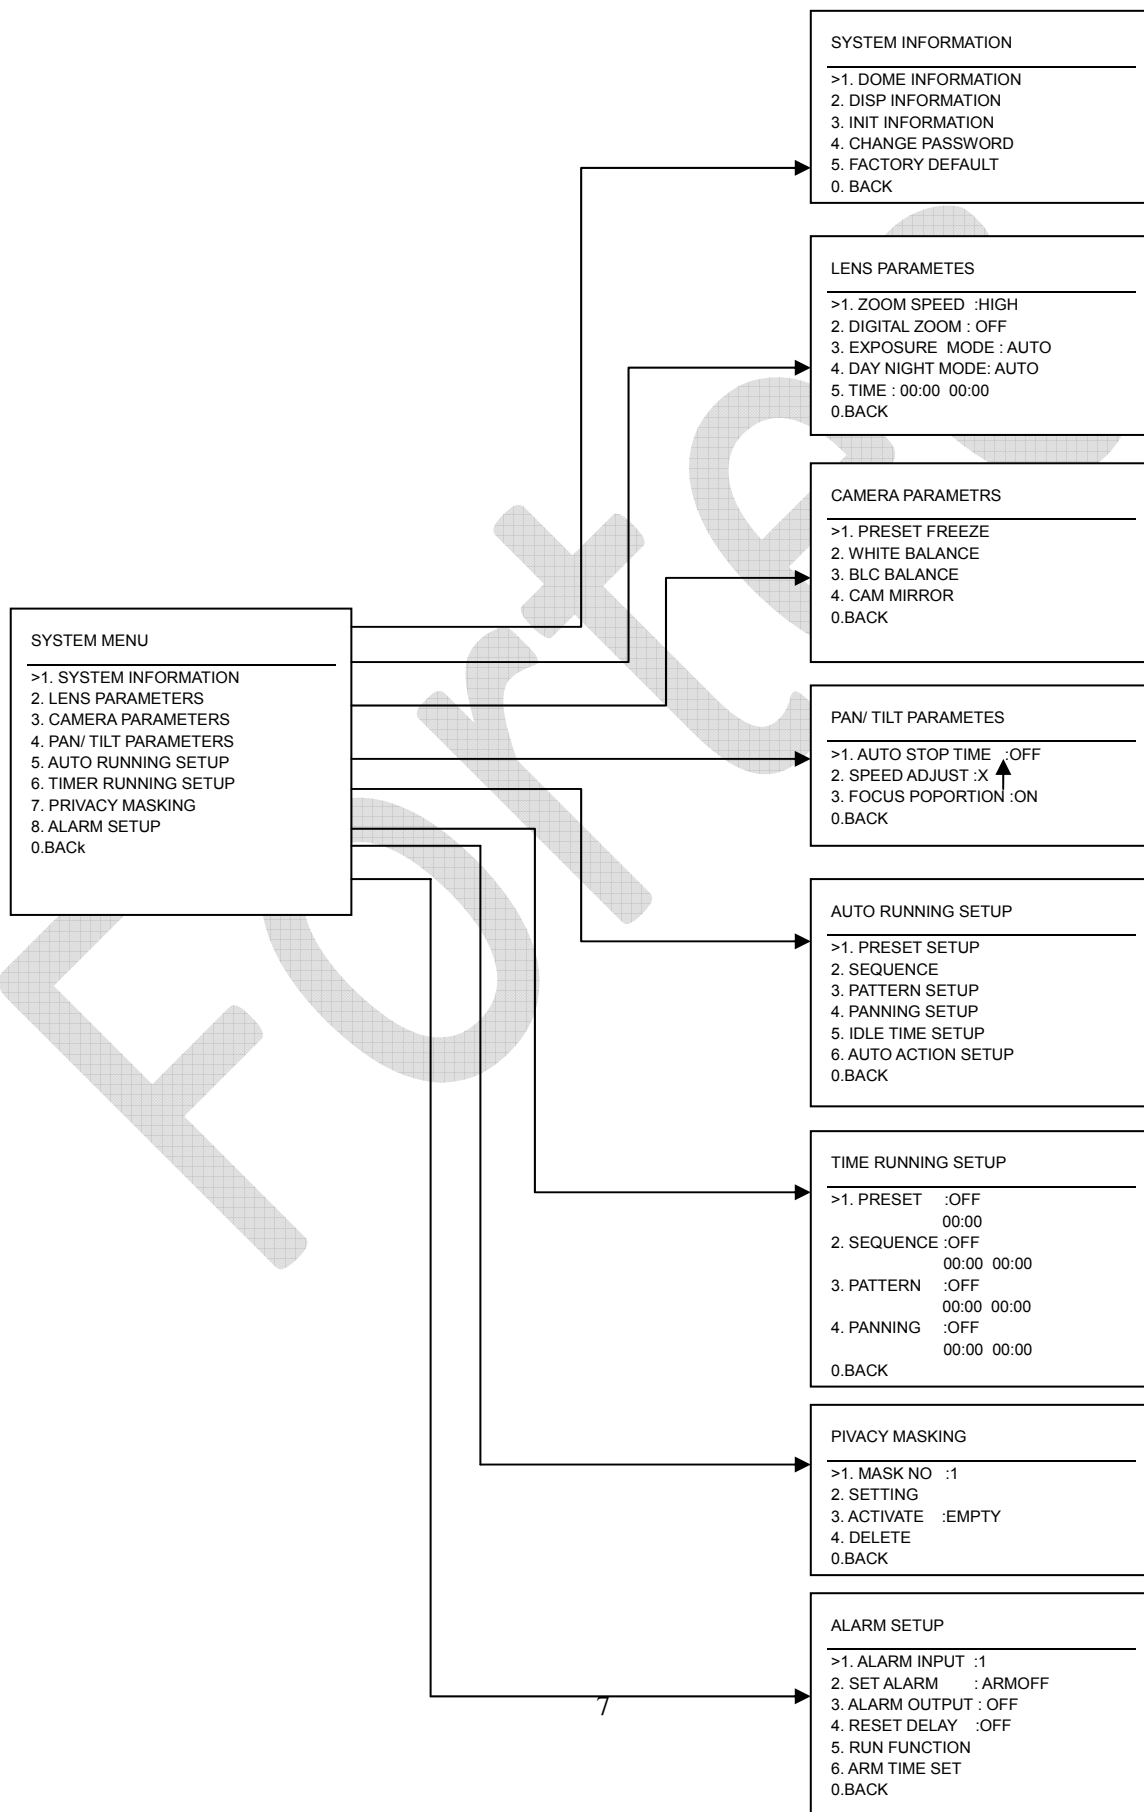 SYSTEM INFORMATION
>1. DOME INFORMATION
2. DISP INFORMATION
3. INIT INFORMATION
4. CHANGE PASSWORD
5. FACTORY DEFAULT
0. BACK
LENS PARAMETES
>1. ZOOM SPEED :HIGH
2. DIGITAL ZOOM : OFF
3. EXPOSURE MODE : AUTO
4. DAY NIGHT MODE: AUTO
5. TIME : 00:00 00:00
0.BACK
CAMERA PARAMETRS
>1. PRESET FREEZE
2. WHITE BALANCE
3. BLC BALANCE
4. CAM MIRROR
0.BACK
SYSTEM MENU
>1. SYSTEM INFORMATION
2. LENS PARAMETERS
3. CAMERA PARAMETERS
4. PAN/ TILT PARAMETERS
5. AUTO RUNNING SETUP
6. TIMER RUNNING SETUP
7. PRIVACY MASKING
8. ALARM SETUP
0.BACk
PAN/ TILT PARAMETES
>1. AUTO STOP TIME :OFF
2. SPEED ADJUST :X
3. FOCUS POPORTION :ON
0.BACK
AUTO RUNNING SETUP
>1. PRESET SETUP
2. SEQUENCE
3. PATTERN SETUP
4. PANNING SETUP
5. IDLE TIME SETUP
6. AUTO ACTION SETUP
0.BACK
TIME RUNNING SETUP
>1. PRESET :OFF
00:00
2. SEQUENCE :OFF
00:00 00:00
3. PATTERN :OFF
00:00 00:00
4. PANNING :OFF
00:00 00:00
0.BACK
PIVACY MASKING
>1. MASK NO :1
2. SETTING
3. ACTIVATE :EMPTY
4. DELETE
0.BACK
ALARM SETUP
>1. ALARM INPUT :1
2. SET ALARM : ARMOFF
3. ALARM OUTPUT : OFF
4. RESET DELAY :OFF
5. RUN FUNCTION
6. ARM TIME SET
0.BACK
7